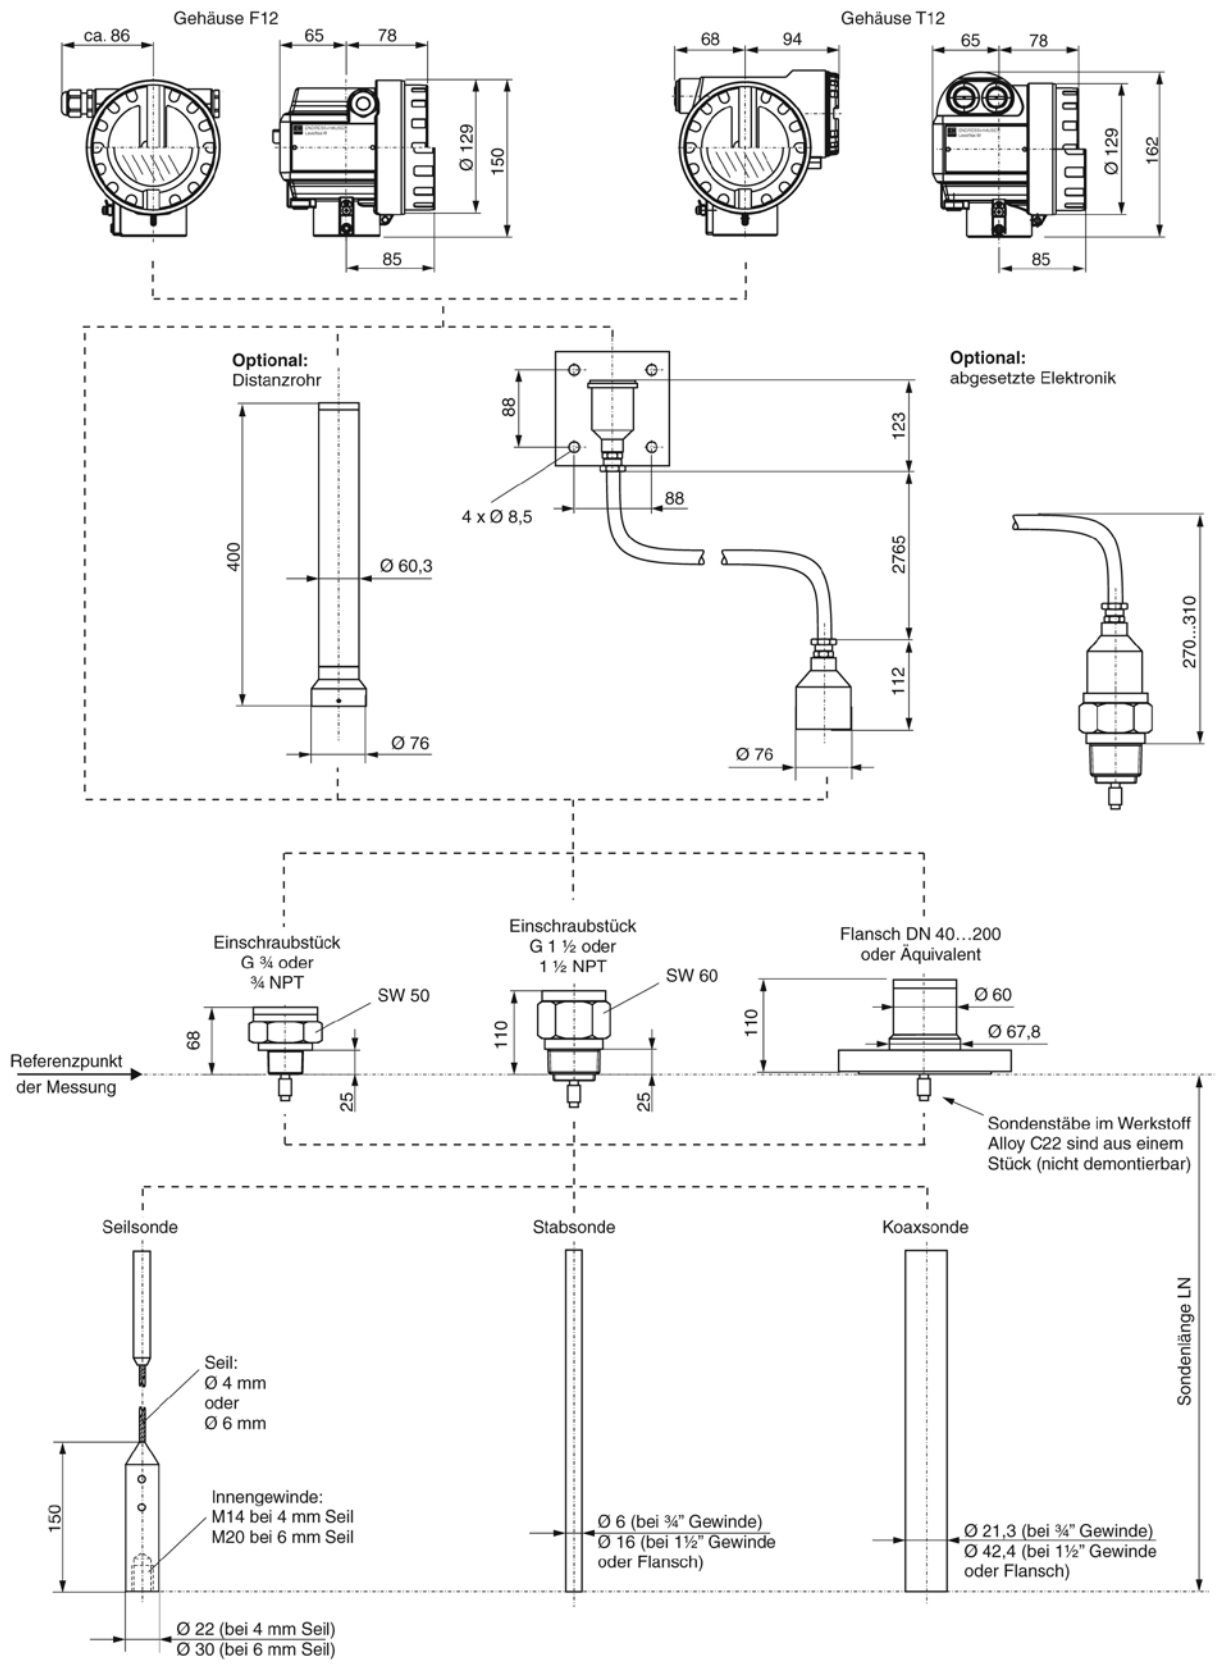 Gehäuse F12
Gehäuse T12
ca. 86
65
78
68
94
65
78
Ø 129
150
Ø 129
162
ENDRESS+HAUSER
85
85
Optional:
Distanzrohr
Optional:
abgesetzte Elektronik
88
123
88
4 x Ø 8,5
400
Ø 60,3
2765
270...310
112
Ø 76
Ø 76
Einschraubstück
G ¾ oder
¾ NPT
Einschraubstück
G 1 ½ oder
1 ½ NPT
Flansch DN 40...200
oder Äquivalent
SW 50
SW 60
68
110
110
Ø 60
Ø 67,8
Referenzpunkt
der Messung
25
25
Sondenstäbe im Werkstoff
Alloy C22 sind aus einem
Stück (nicht demontierbar)
Seilsonde
Stabsonde
Koaxsonde
Sondenlänge LN
Seil:
Ø 4 mm
oder
Ø 6 mm
150
Innengewinde:
M14 bei 4 mm Seil
M20 bei 6 mm Seil
Ø 6 (bei ¾” Gewinde)
Ø 16 (bei 1½” Gewinde
oder Flansch)
Ø 21,3 (bei ¾” Gewinde)
Ø 42,4 (bei 1½” Gewinde
oder Flansch)
Ø 22 (bei 4 mm Seil)
Ø 30 (bei 6 mm Seil)